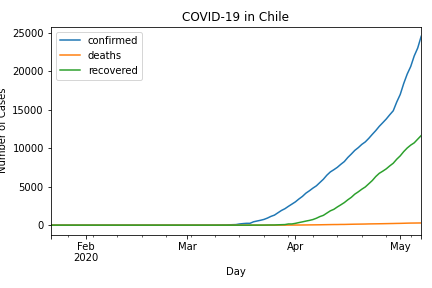 COVID-19 in Chile
confirmed
deaths
recovered
25000
20000
15000
10000
5000
0
Number of Cases
Feb
2020
Mar
Apr
May
Day